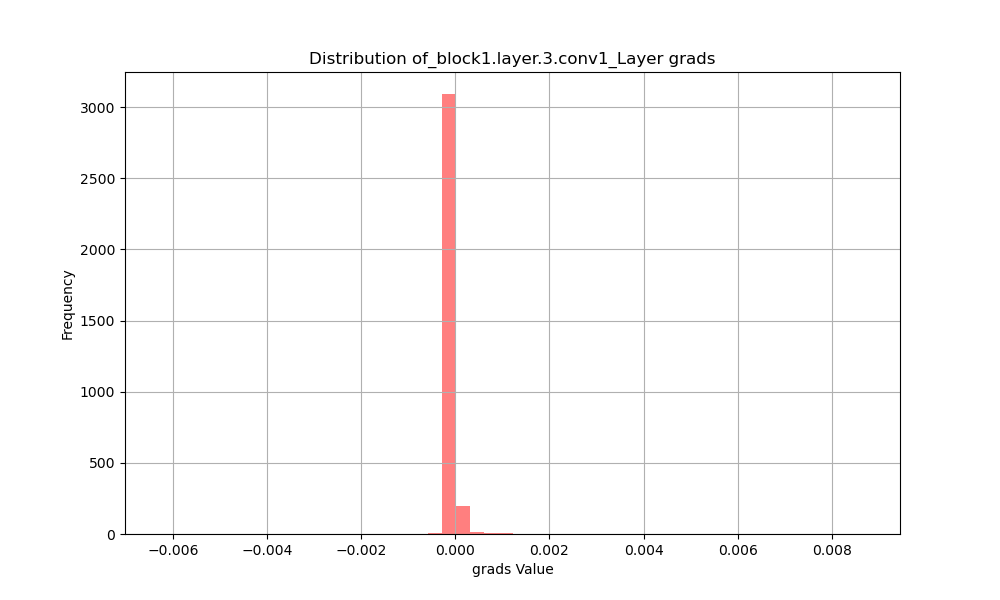 Distribution of_block1.layer.3.conv1_Layer grads
Frequency
3000
2500
2000
1500
1000
500
0
−0.006 −0.004 −0.002 0.000 0.002 0.004 0.006 0.008
grads Value